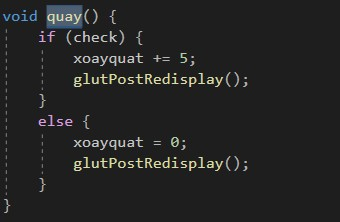 void quay() {
    if (check) {
        xoayquat += 5;
        glutPostRedisplay();
    }
    else {
        xoayquat = 0;
        glutPostRedisplay();
    }
}